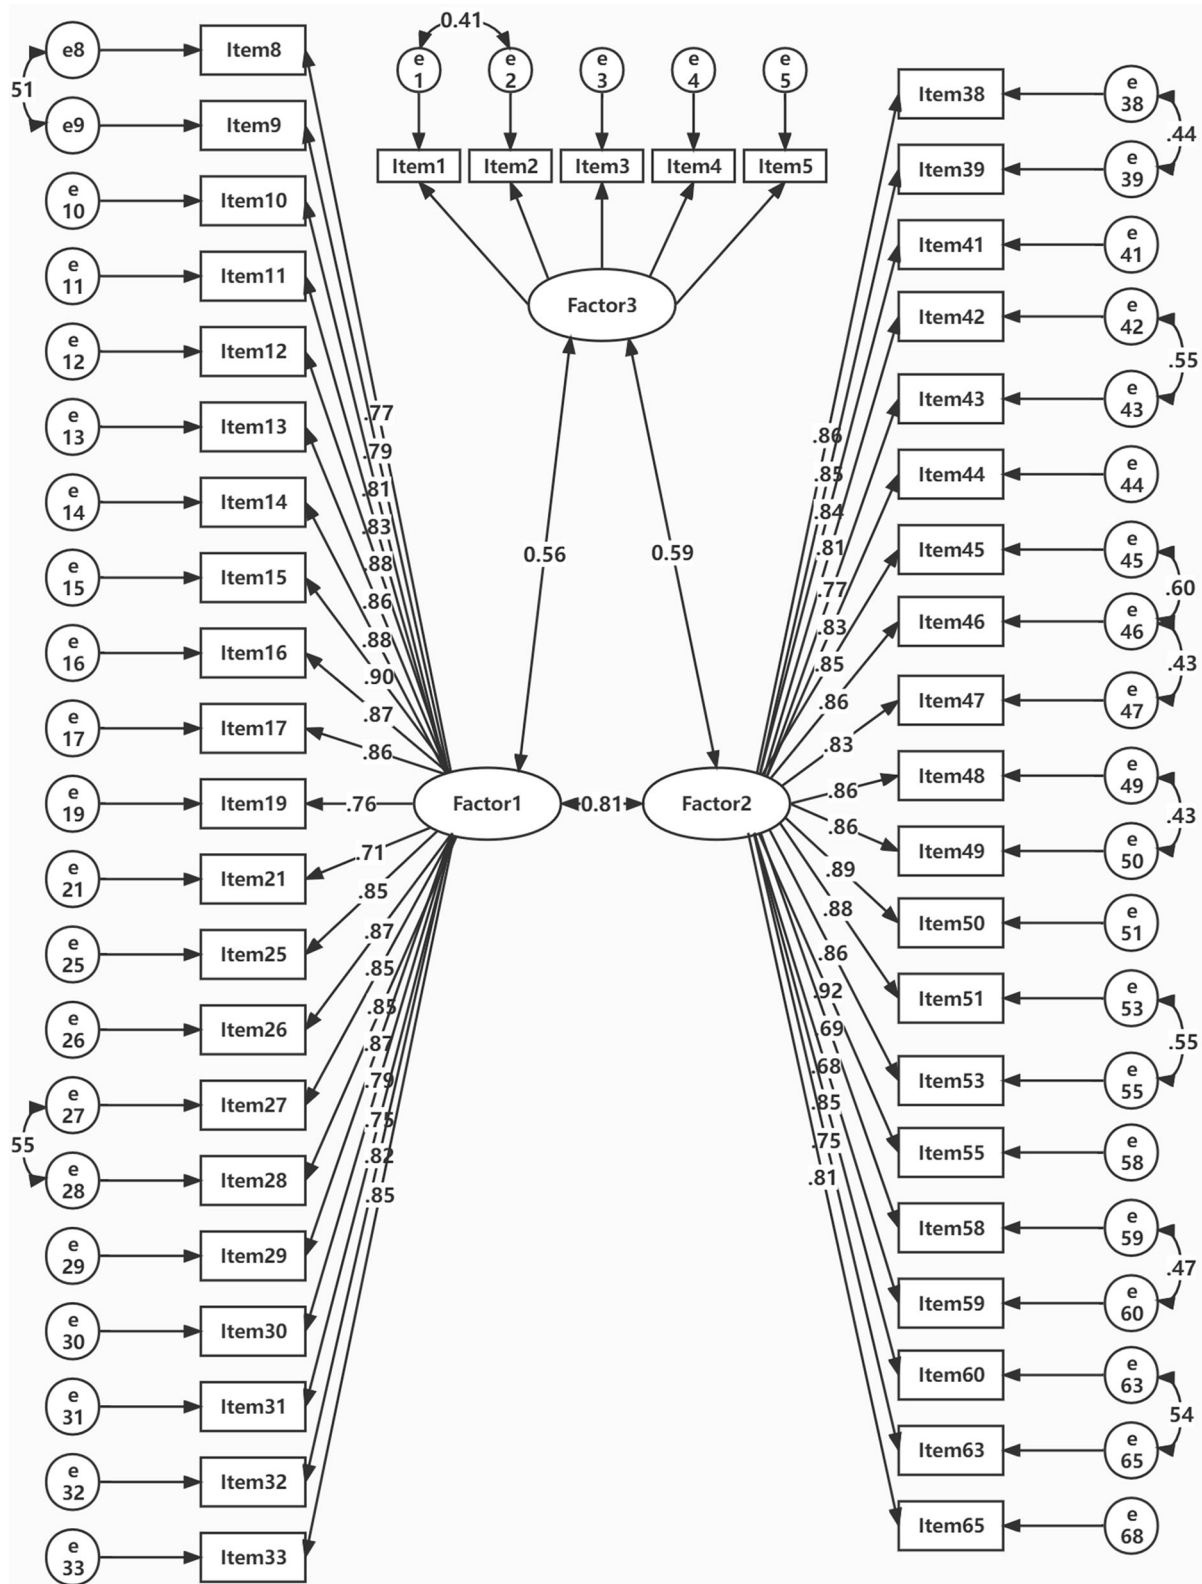 e8
Item8
51
e9
Item9
e
10
Item10
e
11
Item11
e
12
Item12
e
13
Item13
e
14
Item14
e
15
Item15
e
16
Item16
e
17
Item17
e
19
Item19
e
21
Item21
e
25
Item25
e
26
Item26
e
27
Item27
55
e
28
Item28
e
29
Item29
e
30
Item30
e
31
Item31
e
32
Item32
e
33
Item33
.77
.79
.81
.83
.88
.86
.88
.90
.87
.86
.76
.71
.85
.87
.85
.85
.87
.79
.75
.82
.85
0.41
e
1
e
2
e
3
e
4
e
5
Item1
Item2
Item3
Item4
Item5
Factor3
0.56
0.59
Factor1
0.81
Factor2
.86
.85
.84
.81
.77
.83
.85
.86
.83
.86
.86
.89
.88
.86
.92
69
.68
.85
.75
.81
Item38
e
38
.44
Item39
e
39
Item41
e
41
Item42
e
42
.55
Item43
e
43
Item44
e
44
Item45
e
45
.60
Item46
e
46
.43
Item47
e
47
Item48
e
49
.43
Item49
e
50
Item50
e
51
Item51
e
53
.55
Item53
e
55
Item55
e
58
Item58
e
59
.47
Item59
e
60
Item60
e
63
54
Item63
e
65
Item65
e
68